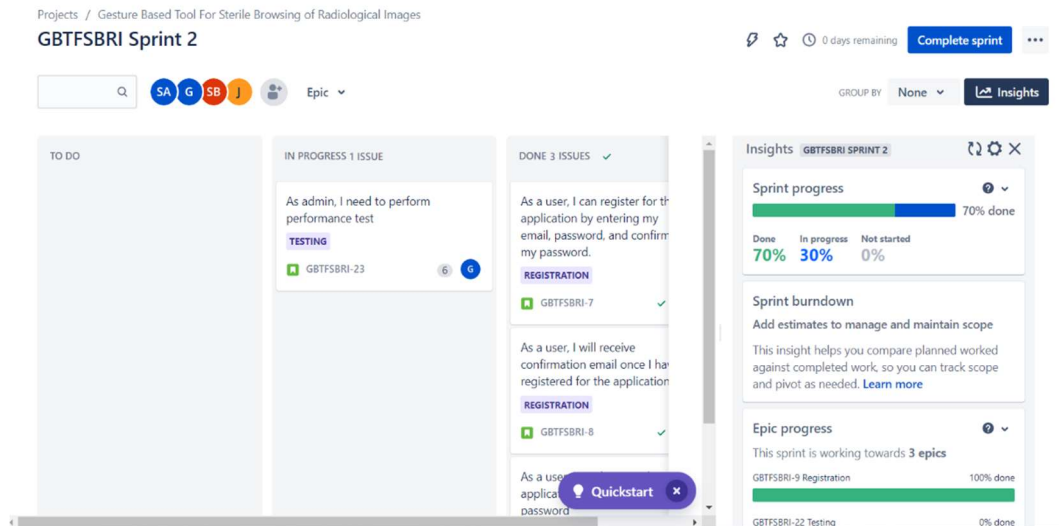 Projects / Gesture Based Tool For Sterile Browsing of Radiological Images
GBTFSBRI Sprint 2
0 days remaining
Complete sprint
SA G SB J
Epic
GROUP BY None
Insights
TO DO
IN PROGRESS 1 ISSUE
As admin, I need to perform
performance test
TESTING
GBTFSBRI-23 6 G
DONE 3 ISSUES
As a user, I can register for th
application by entering my
email, password, and confirm
my password.
REGISTRATION
GBTFSBRI-7
As a user, I will receive
confirmation email once I ha
registered for the application
REGISTRATION
GBTFSBRI-8
As a use
applica
password
Quickstart
Insights GBTFSBRI SPRINT 2
Sprint progress
70% done
Done In progress Not started
70% 30% 0%
Sprint burndown
Add estimates to manage and maintain scope
This insight helps you compare planned worked
against completed work, so you can track scope
and pivot as needed. Learn more
Epic progress
This sprint is working towards 3 epics
GBTFSBRI-9 Registration 100% done
GBTFSBRI-22 Testing 0% done